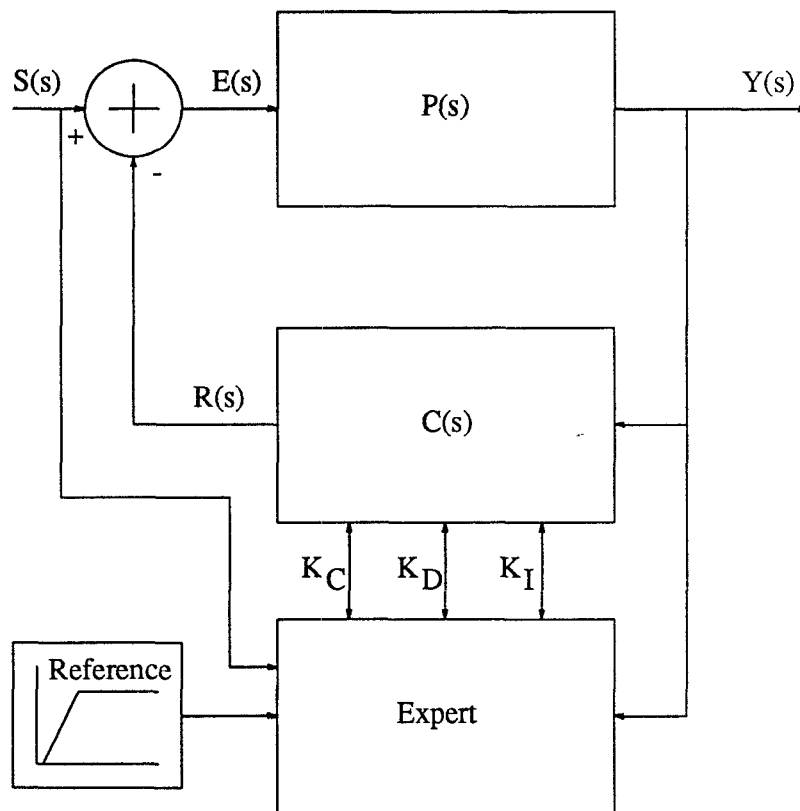 S(s)
E(s)
P(s)
Y(s)
+
-
R(s)
C(s)
K_C
K_D
K_I
Reference
Expert